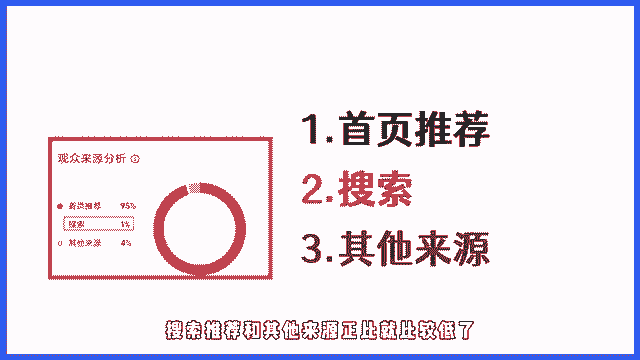 1.首页推荐
2.搜索
3.其他来源
观众来源分析
首页推荐 95%
搜索 1%
其他来源 4%
搜索推荐和其他来源占比就比较低了